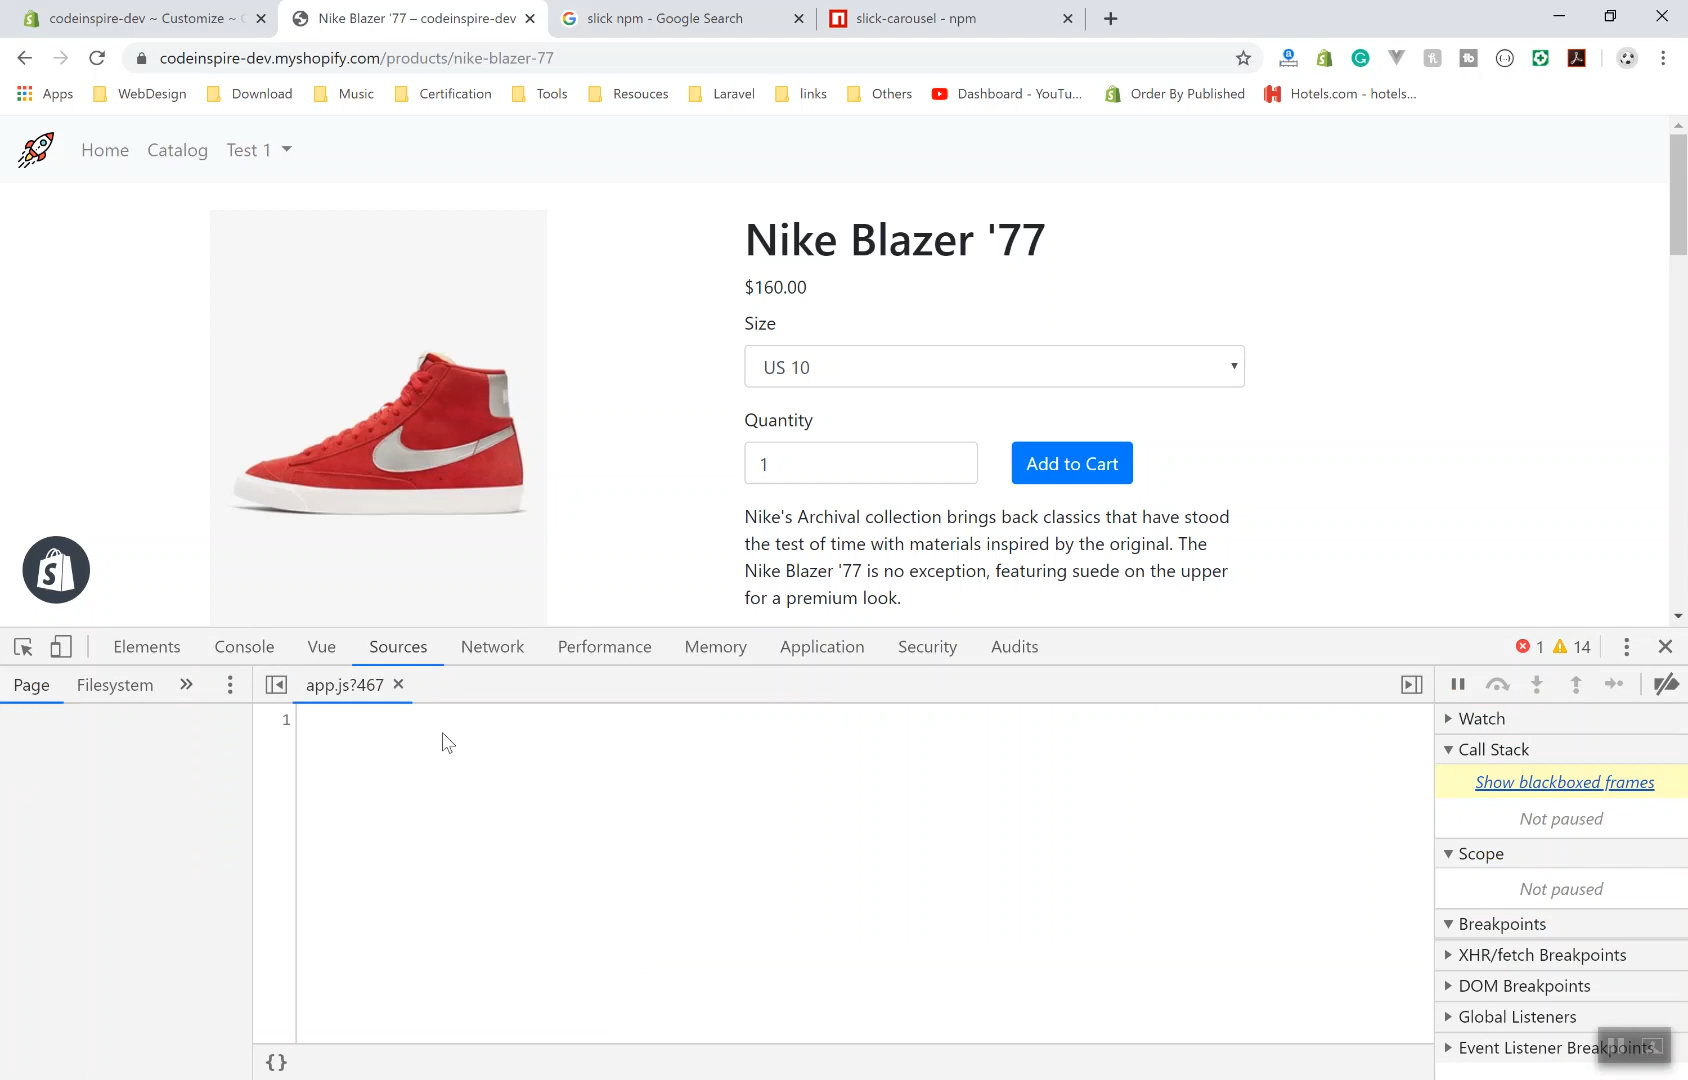 codeinspire-dev ~ Customize ~
Nike Blazer '77 – codeinspire-dev
slick npm - Google Search
slick-carousel - npm
codeinspire-dev.myshopify.com/products/nike-blazer-77
Apps
WebDesign
Download
Music
Certification
Tools
Resouces
Laravel
links
Others
Dashboard - YouTu...
Order By Published
Hotels.com - hotels...
Home
Catalog
Test 1
Nike Blazer '77
$160.00
Size
US 10
Quantity
1
Add to Cart
Nike's Archival collection brings back classics that have stood
the test of time with materials inspired by the original. The
Nike Blazer '77 is no exception, featuring suede on the upper
for a premium look.
Elements
Console
Vue
Sources
Network
Performance
Memory
Application
Security
Audits
1
14
Page
Filesystem
app.js?467
1
{}
Watch
Call Stack
Show blackboxed frames
Not paused
Scope
Not paused
Breakpoints
XHR/fetch Breakpoints
DOM Breakpoints
Global Listeners
Event Listener Breakpoints